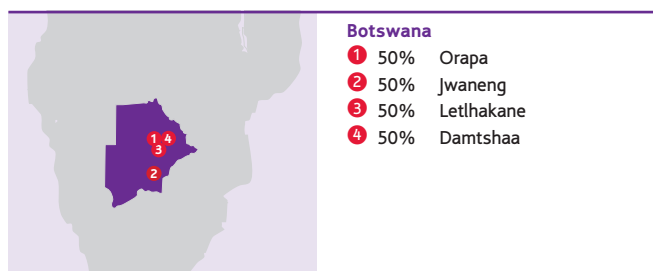 Botswana
1 50% Orapa
2 50% Jwaneng
3 50% Letlhakane
4 50% Damtshaa
1 4
3
2